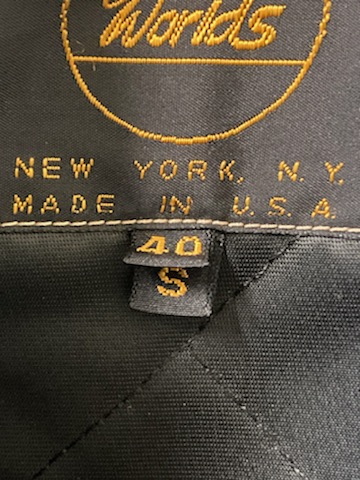 Worlds
NEW YORK, N.Y.
MADE IN U.S.A.
40
S